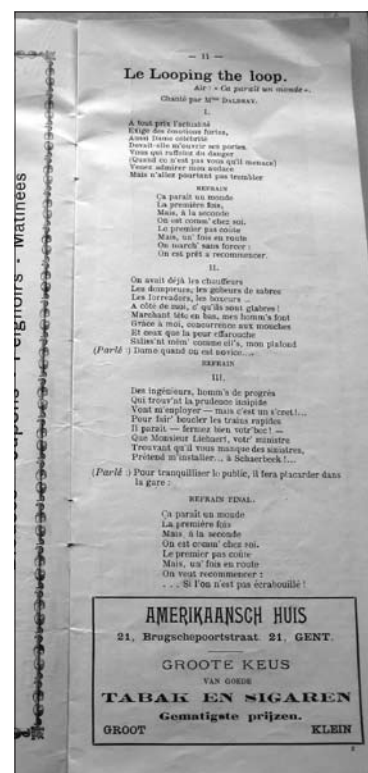 — 11 —
Le Looping the loop.
Air : « Ca parait un monde ».
Chanté par Mme DALBRAY.
I.
A tout prix l'actualité
Exige des émotions fortes,
Aussi Dame célébrité
Devait-elle m'ouvrir ses portes.
Vous qui raffolez du danger
(Quand ce n'est pas vous qu'il menace)
Venez admirer mon audace
Mais n'allez pourtant pas trembler
REFRAIN
Ça parait un monde
La première fois,
Mais, à la seconde
On est comm' chez soi.
Le premier pas coûte
Mais, un' fois en route
On march' sans forcer :
On est prêt a recommencer.
II.
On avait déjà les chauffeurs
Les dompteurs, les gobeurs de sabres
Les torreadors, les boxeurs ..
A côté de moi, c' qu'ils sont glabres !
Marchant tête en bas, mes homm's font
Grâce à moi, concurrence aux mouches
Et ceux que la peur effarouche
Saliss'nt mêm' comme ell's, mon plafond
(Parlé :) Dame quand on est novice....
REFRAIN
III.
Des ingénieurs, homm's de progrès
Qui trouv'nt la prudence insipide
Vont m'employer — mais c'est un s'cret !...
Pour fair' boucler les trains rapides
Il parait — fermez bien votr' bec ! —
Que Monsieur Liebaert, votr' ministre
Trouvant qu'il vous manque des sinistres,
Prétend m'installer... à Schaerbeek !...
(Parlé :) Pour tranquilliser le public, il fera placarder dans
la gare :
REFRAIN FINAL.
Ça parait un monde
La première fois
Mais, à la seconde
On est comm' chez soi.
Le premier pas coûte
Mais, un' fois en route
On veut recommencer :
. . . Si l'on n'est pas écrabouillé !
AMERIKAANSCH HUIS
21, Brugschepoortstraat 21, GENT.
GROOTE KEUS
VAN GOEDE
TABAK EN SIGAREN
Gematigste prijzen.
GROOT KLEIN
Jupons · Peignoirs · Matinées